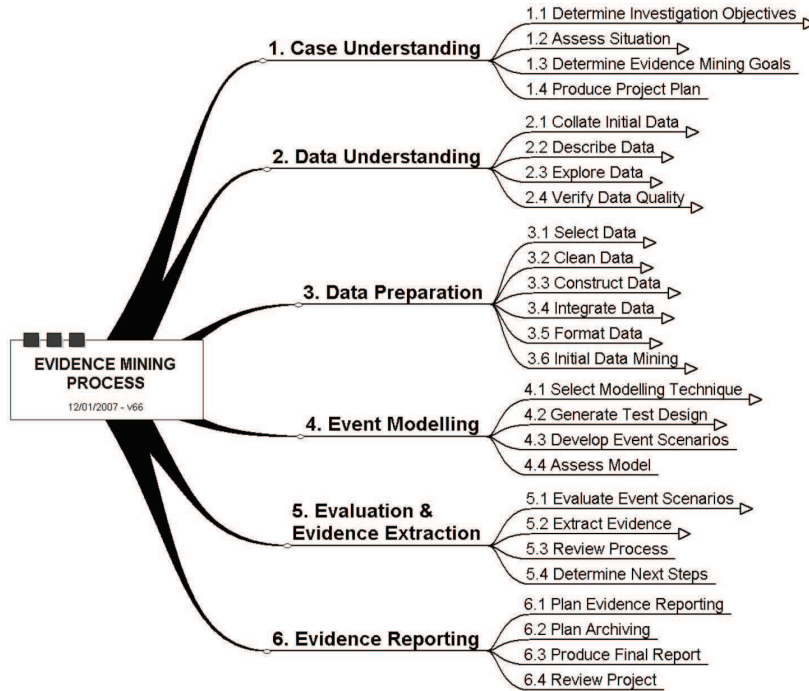 EVIDENCE MINING
PROCESS
12/01/2007 - v66
1. Case Understanding
1.1 Determine Investigation Objectives
1.2 Assess Situation
1.3 Determine Evidence Mining Goals
1.4 Produce Project Plan
2. Data Understanding
2.1 Collate Initial Data
2.2 Describe Data
2.3 Explore Data
2.4 Verify Data Quality
3. Data Preparation
3.1 Select Data
3.2 Clean Data
3.3 Construct Data
3.4 Integrate Data
3.5 Format Data
3.6 Initial Data Mining
4. Event Modelling
4.1 Select Modelling Technique
4.2 Generate Test Design
4.3 Develop Event Scenarios
4.4 Assess Model
5. Evaluation &
Evidence Extraction
5.1 Evaluate Event Scenarios
5.2 Extract Evidence
5.3 Review Process
5.4 Determine Next Steps
6. Evidence Reporting
6.1 Plan Evidence Reporting
6.2 Plan Archiving
6.3 Produce Final Report
6.4 Review Project